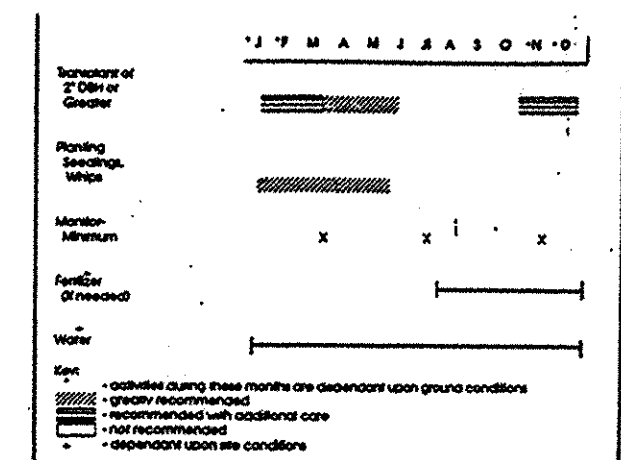 *J *F M A M J Jl A S O *N *D
Transplant of
2" DBH or
Greater
Planting
Seedlings,
Whips
Monitor-
Minimum
x x x
Fertilizer
(if needed)
+
Water
Key:
* - activities during these months are dependant upon ground conditions
- greatly recommended
- recommended with additional care
- not recommended
+ - dependant upon site conditions